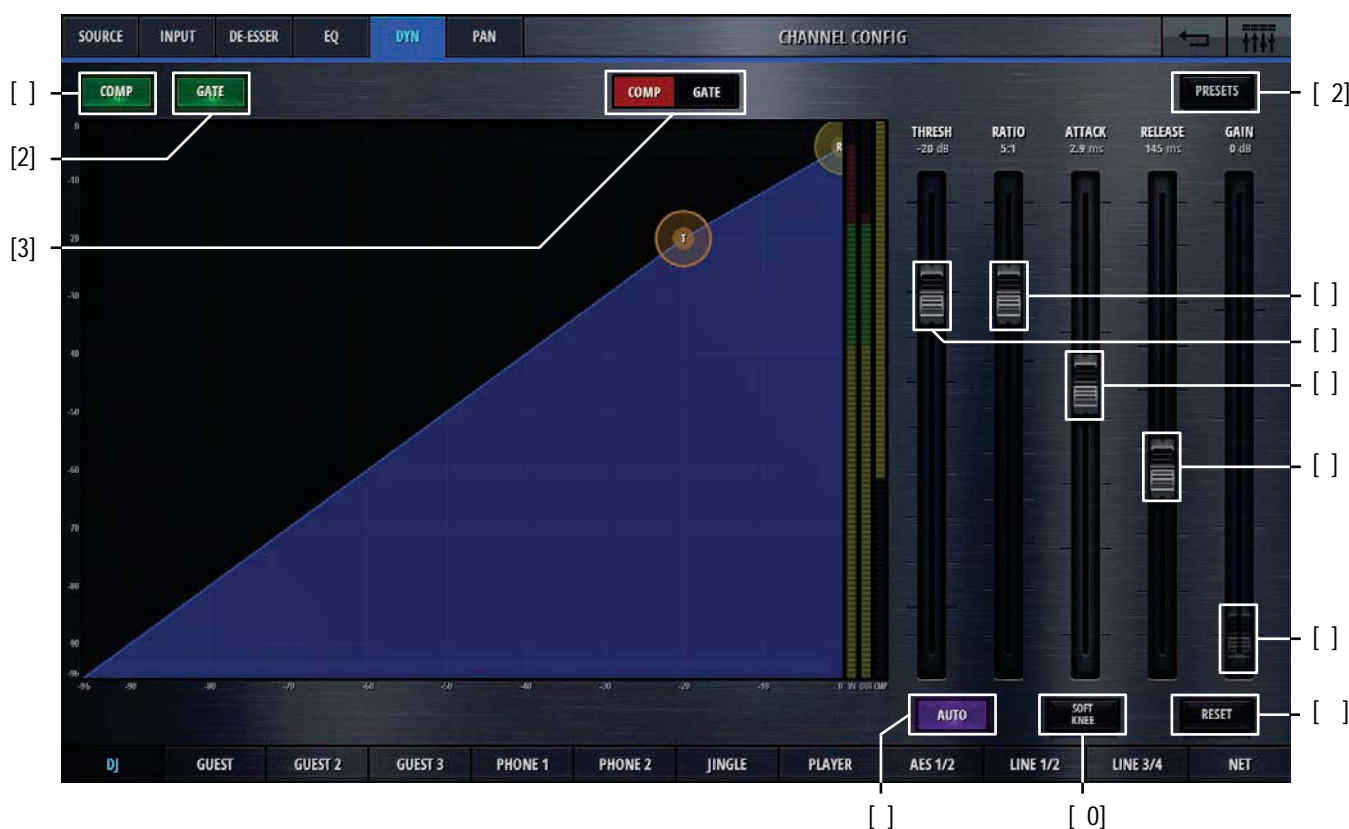 SOURCE INPUT DE-ESSER EQ DYN PAN CHANNEL CONFIG
[ ] COMP GATE COMP GATE PRESETS [ 2]
[2]
[3]
THRESH RATIO ATTACK RELEASE GAIN
-20 dB 5:1 2.9 ms 145 ms 0 dB
0
-10
20
-30
-40
-50
-60
70
-80
90
-96
R
T
[ ]
[ ]
[ ]
[ ]
[ ]
-96 -90 -80 -70 -60 -50 -40 -30 -20 -10 0 IN OUT CMP
AUTO SOFT KNEE RESET [ ]
DJ GUEST GUEST 2 GUEST 3 PHONE 1 PHONE 2 JINGLE PLAYER AES 1/2 LINE 1/2 LINE 3/4 NET
[ ] [ 0]